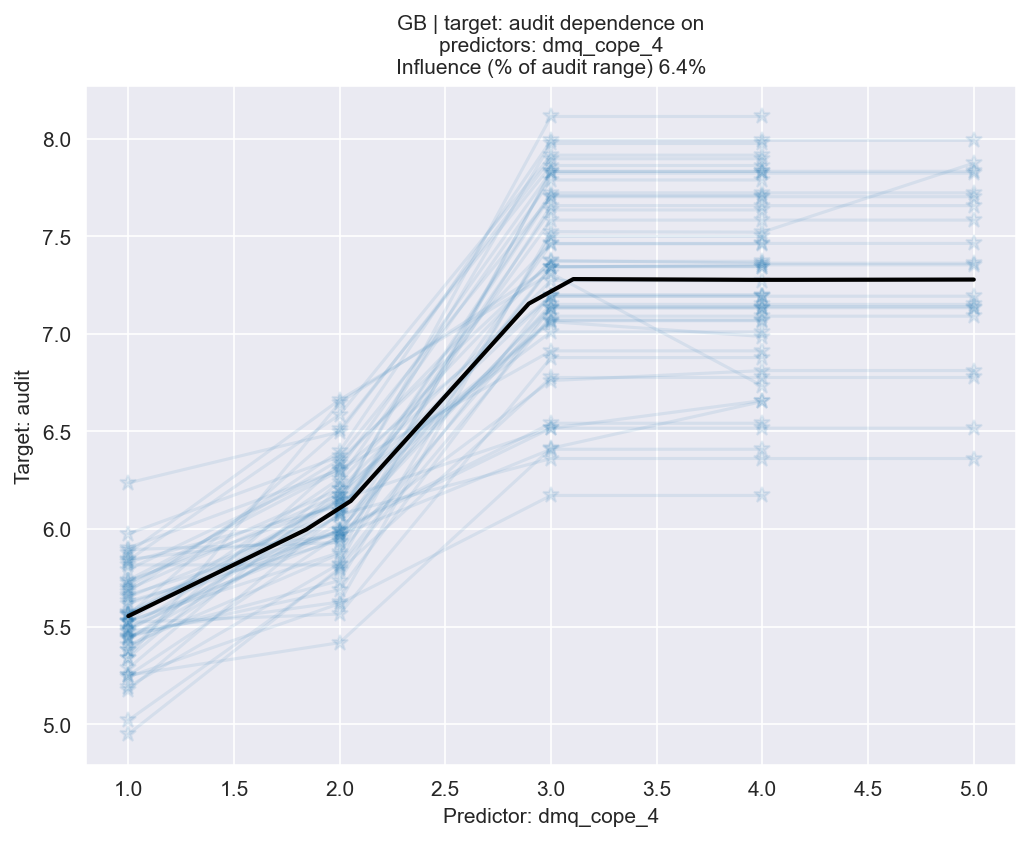 GB | target: audit dependence on
predictors: dmq_cope_4
Influence (% of audit range) 6.4%
Target: audit
8.0
7.5
7.0
6.5
6.0
5.5
5.0
1.0 1.5 2.0 2.5 3.0 3.5 4.0 4.5 5.0
Predictor: dmq_cope_4